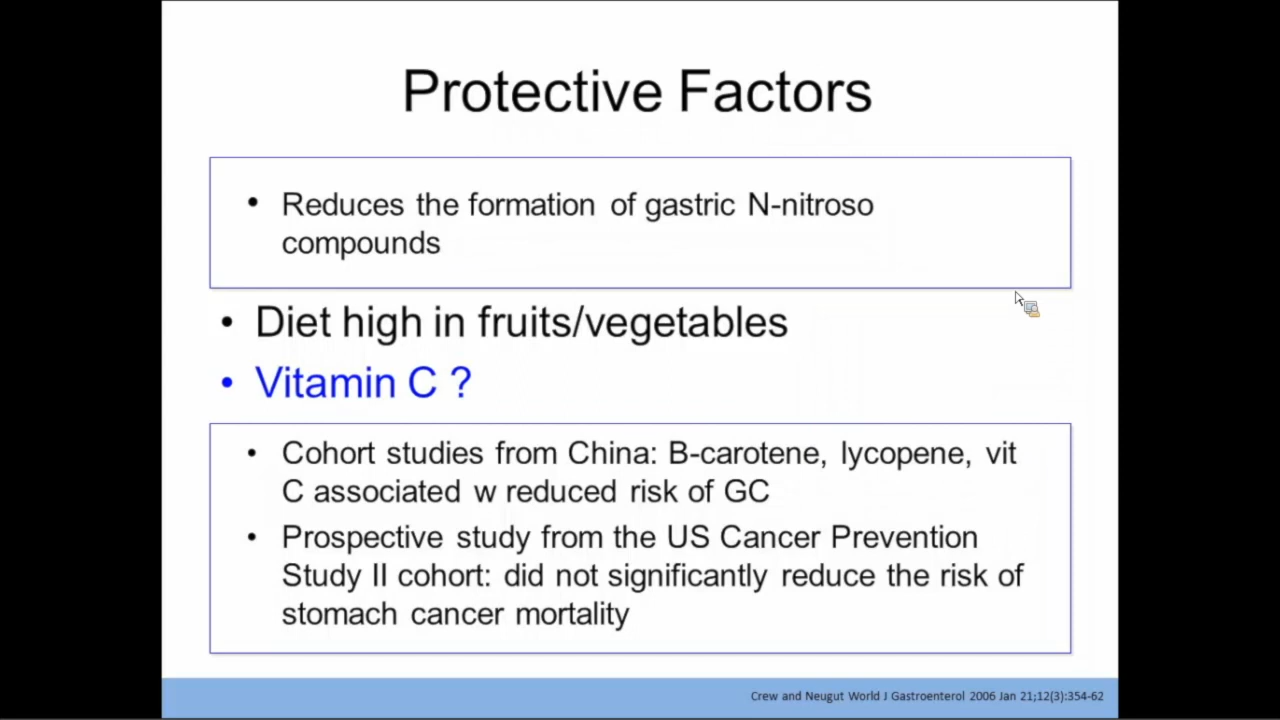 Protective Factors
• Reduces the formation of gastric N-nitroso
compounds
• Diet high in fruits/vegetables
• Vitamin C ?
• Cohort studies from China: B-carotene, lycopene, vit
C associated w reduced risk of GC
• Prospective study from the US Cancer Prevention
Study II cohort: did not significantly reduce the risk of
stomach cancer mortality
Crew and Neugut World J Gastroenterol 2006 Jan 21;12(3):354-62